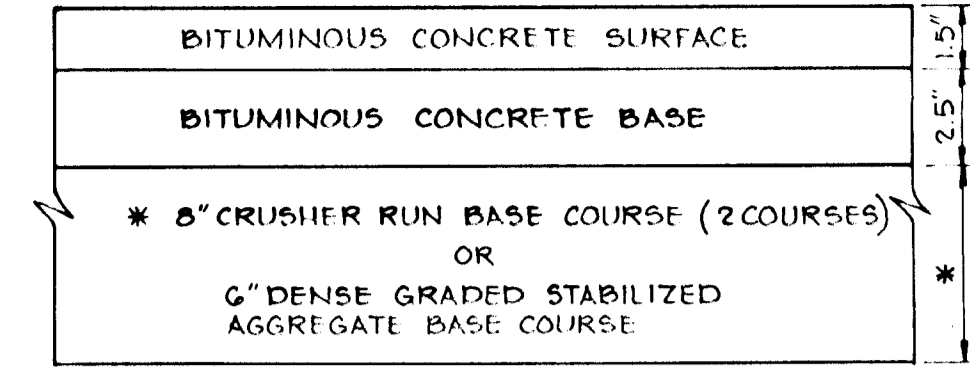 BITUMINOUS CONCRETE SURFACE
1.5"
BITUMINOUS CONCRETE BASE
2.5"
* 8" CRUSHER RUN BASE COURSE (2 COURSES)
OR
6" DENSE GRADED STABILIZED
AGGREGATE BASE COURSE
*